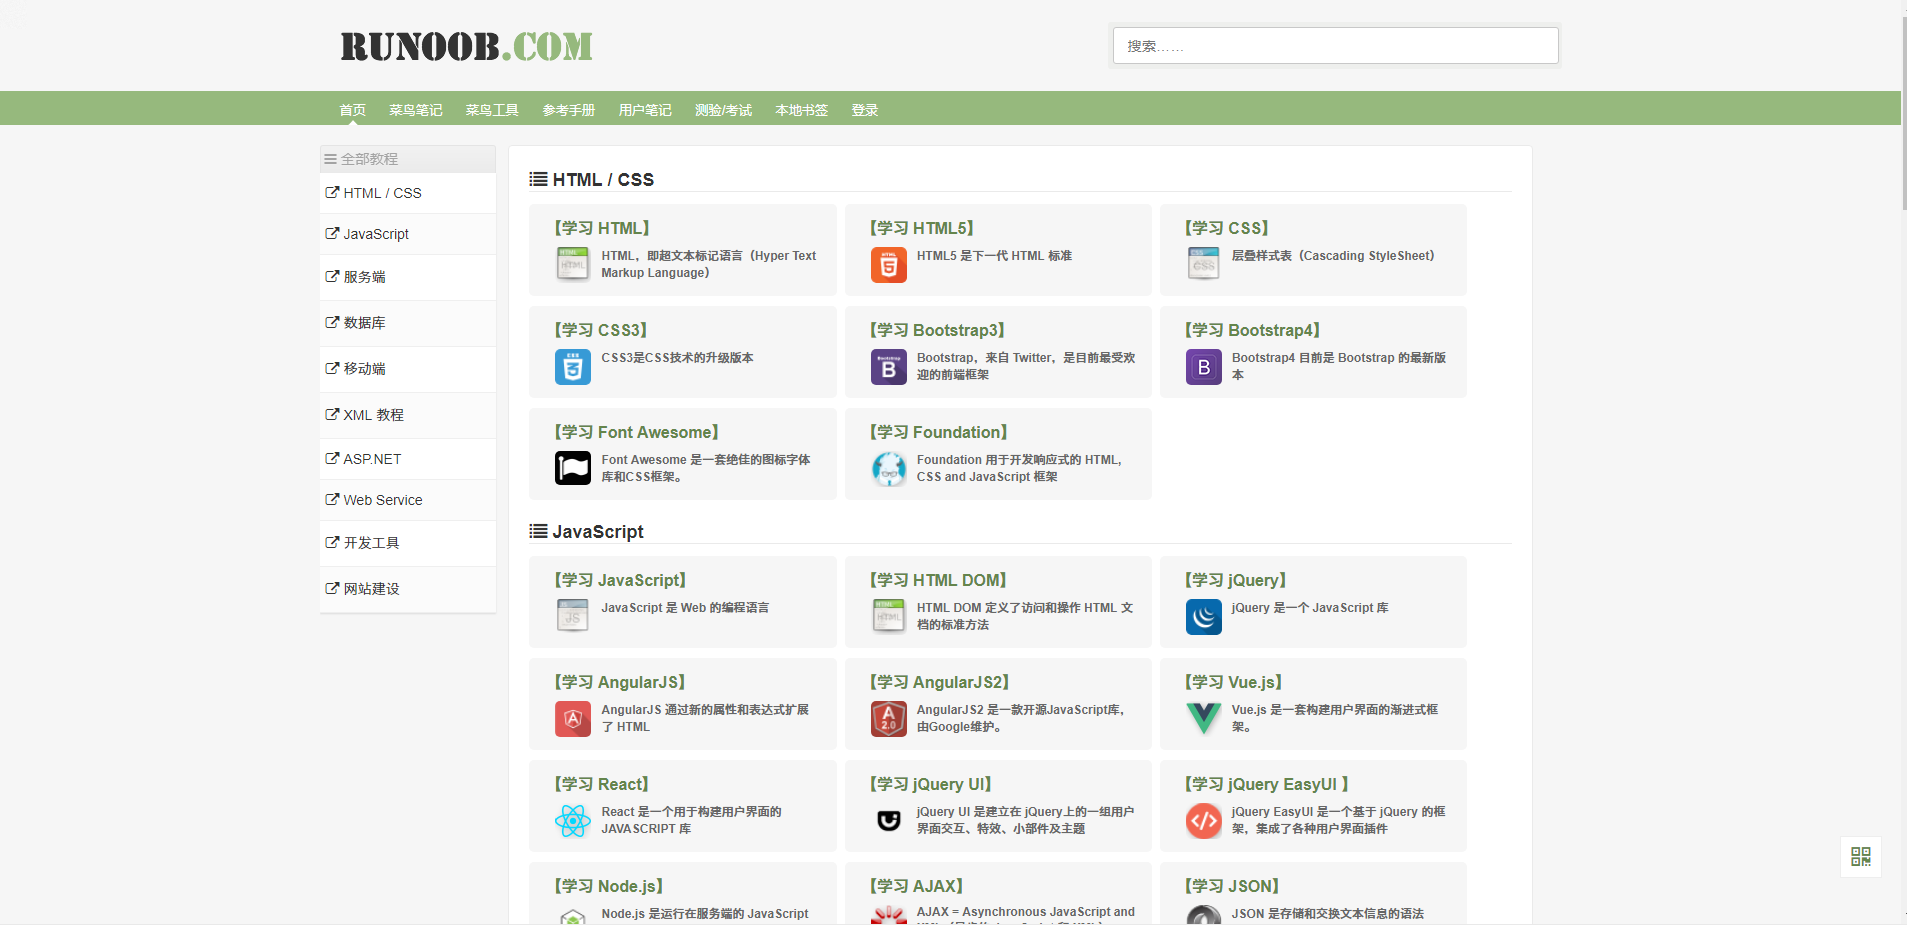 RUNOOB.COM
搜索……
首页 菜鸟笔记 菜鸟工具 参考手册 用户笔记 测验/考试 本地书签 登录
全部教程
HTML / CSS
JavaScript
服务端
数据库
移动端
XML 教程
ASP.NET
Web Service
开发工具
网站建设
HTML / CSS
【学习 HTML】
HTML，即超文本标记语言（Hyper Text
Markup Language）
【学习 HTML5】
HTML5 是下一代 HTML 标准
【学习 CSS】
层叠样式表（Cascading StyleSheet）
【学习 CSS3】
CSS3是CSS技术的升级版本
【学习 Bootstrap3】
Bootstrap，来自 Twitter，是目前最受欢
迎的前端框架
【学习 Bootstrap4】
Bootstrap4 目前是 Bootstrap 的最新版
本
【学习 Font Awesome】
Font Awesome 是一套绝佳的图标字体
库和CSS框架。
【学习 Foundation】
Foundation 用于开发响应式的 HTML,
CSS and JavaScript 框架
JavaScript
【学习 JavaScript】
JavaScript 是 Web 的编程语言
【学习 HTML DOM】
HTML DOM 定义了访问和操作 HTML 文
档的标准方法
【学习 jQuery】
jQuery 是一个 JavaScript 库
【学习 AngularJS】
AngularJS 通过新的属性和表达式扩展
了 HTML
【学习 AngularJS2】
AngularJS2 是一款开源JavaScript库，
由Google维护。
【学习 Vue.js】
Vue.js 是一套构建用户界面的渐进式框
架。
【学习 React】
React 是一个用于构建用户界面的
JAVASCRIPT 库
【学习 jQuery UI】
jQuery UI 是建立在 jQuery上的一组用户
界面交互、特效、小部件及主题
【学习 jQuery EasyUI 】
jQuery EasyUI 是一个基于 jQuery 的框
架，集成了各种用户界面插件
【学习 Node.js】
Node.js 是运行在服务端的 JavaScript
【学习 AJAX】
AJAX = Asynchronous JavaScript and
【学习 JSON】
JSON 是存储和交换文本信息的语法